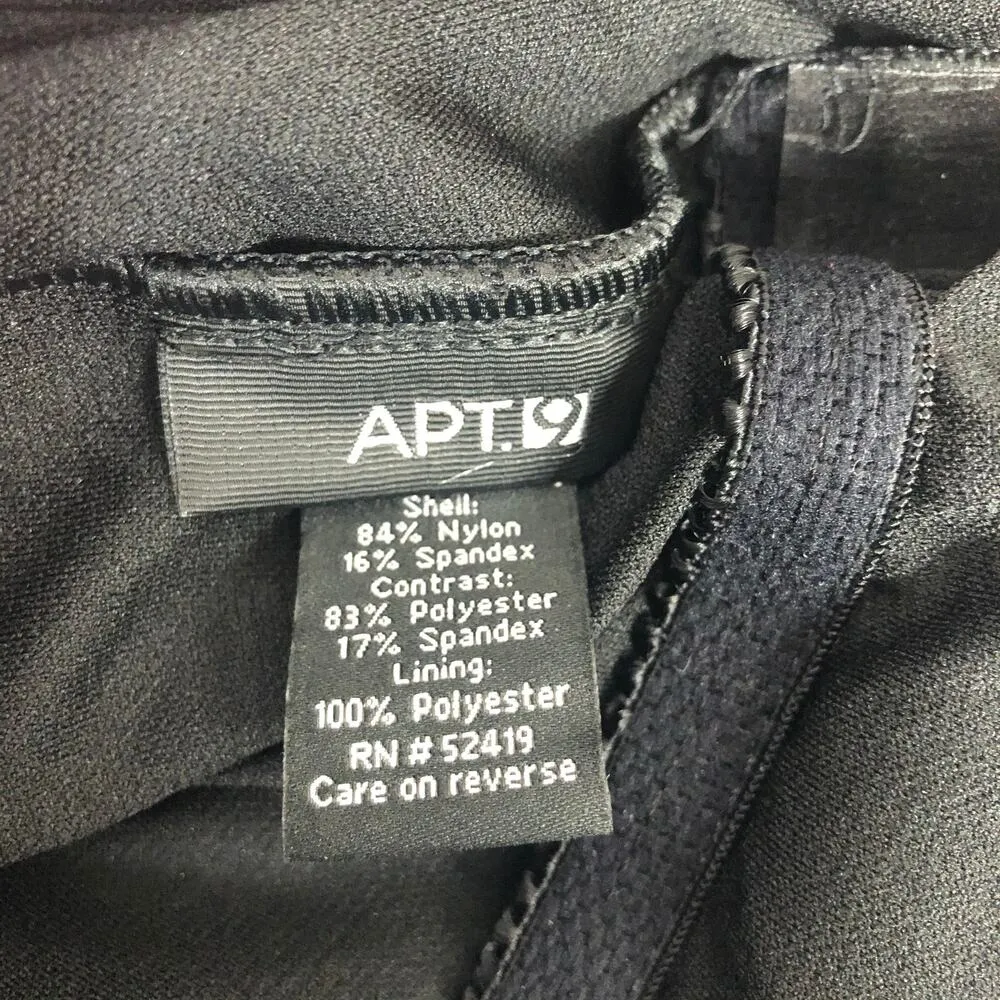 APT.9
Shell:
84% Nylon
16% Spandex
Contrast:
83% Polyester
17% Spandex
Lining:
100% Polyester
RN # 52419
Care on reverse